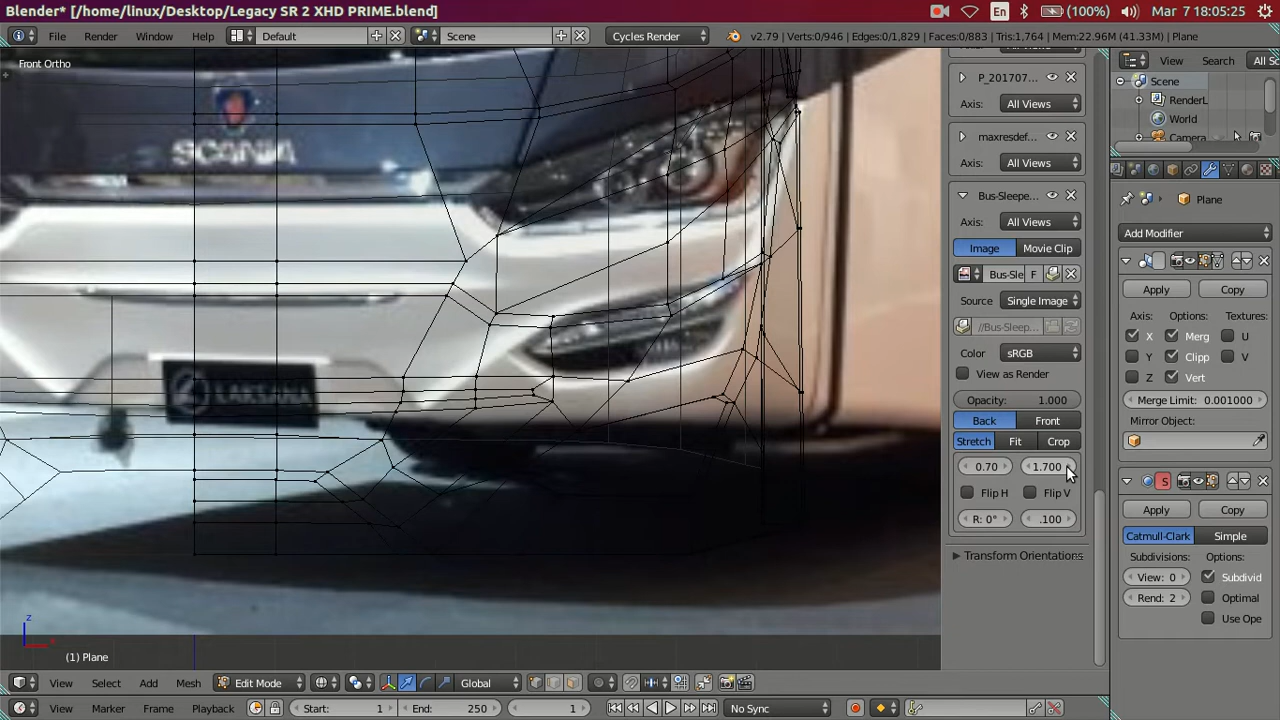 Blender* [/home/linux/Desktop/Legacy SR 2 XHD PRIME.blend]
En (100%) Mar 7 18:05:25
File Render Window Help Default Scene Cycles Render v2.79 | Verts:0/946 | Edges:0/1,829 | Faces:0/883 | Tris:1,764 | Mem:22.96M (41.33M) | Plane
Front Ortho
SCANIA
LAKSANA
P_201707...
Axis: All Views
maxresdef...
Axis: All Views
Bus-Sleepe...
Axis: All Views
Image Movie Clip
Bus-Sle F
Source Single Image
//Bus-Sleep...
Color sRGB
View as Render
Opacity: 1.000
Back Front
Stretch Fit Crop
0.70 1.700
Flip H Flip V
R: 0° .100
Transform Orientations
View Search All Sc
Scene
RenderL
World
Camera
Plane
Add Modifier
Apply Copy
Axis: Options: Textures:
X Merg U
Y Clipp V
Z Vert
Merge Limit: 0.001000
Mirror Object:
S
Apply Copy
Catmull-Clark Simple
Subdivisions: Options:
View: 0 Subdivid
Rend: 2 Optimal
Use Ope
z
(1) Plane
View Select Add Mesh Edit Mode Global
View Marker Frame Playback Start: 1 End: 250 1 No Sync